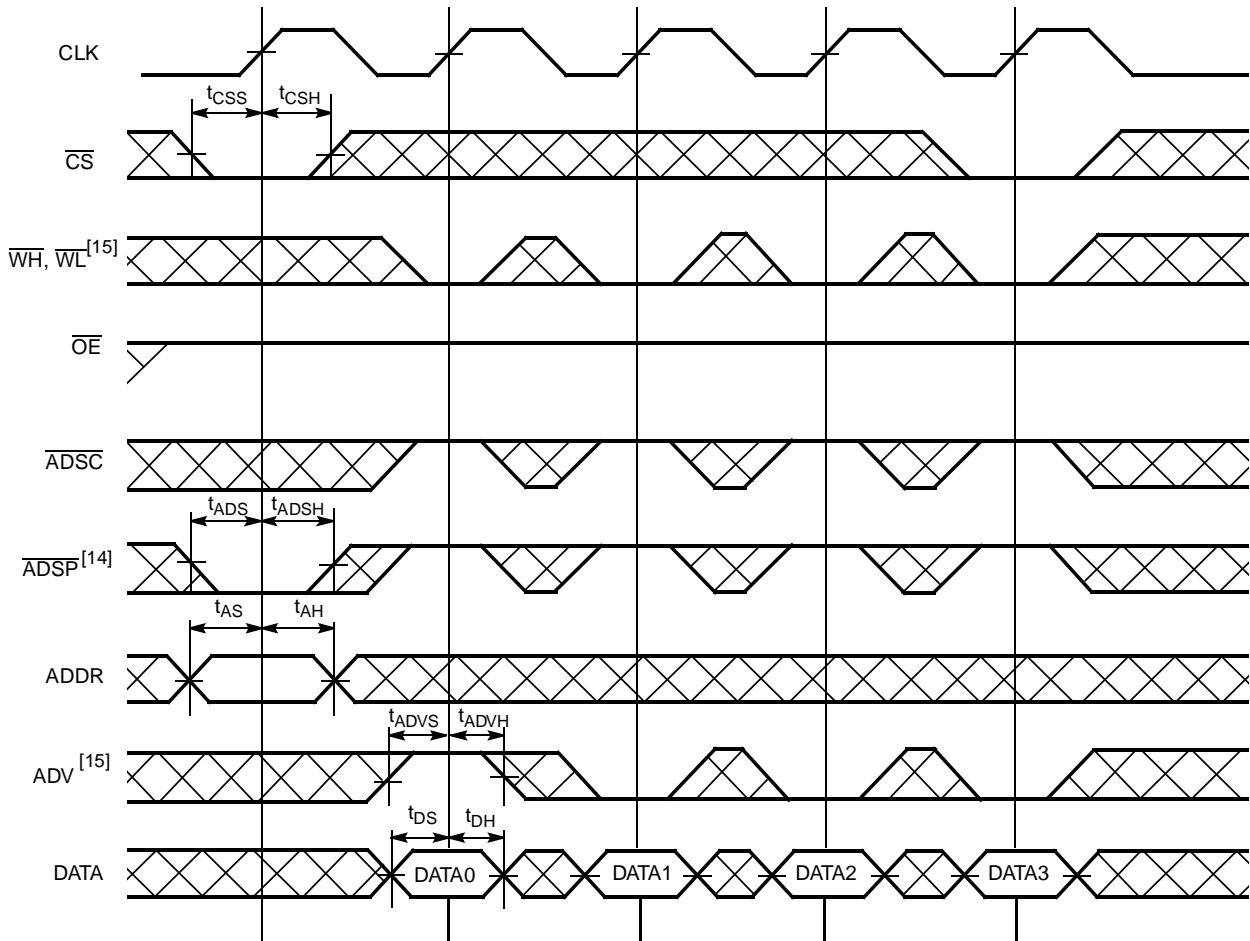 CLK
tCSS tCSH
CS
WH, WL[15]
OE
ADSC
tADS tADSH
ADSP[14]
tAS tAH
ADDR
tADVS tADVH
ADV [15]
tDS tDH
DATA DATA0 DATA1 DATA2 DATA3